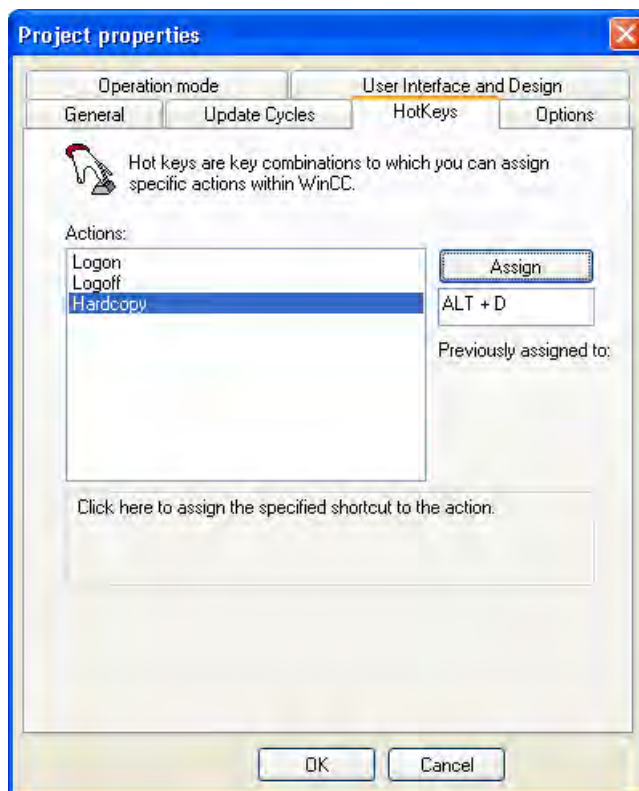 Project properties
Operation mode
User Interface and Design
General
Update Cycles
HotKeys
Options
Hot keys are key combinations to which you can assign
specific actions within WinCC.
Actions:
Logon
Logoff
Hardcopy
Assign
ALT + D
Previously assigned to:
Click here to assign the specified shortcut to the action.
OK
Cancel